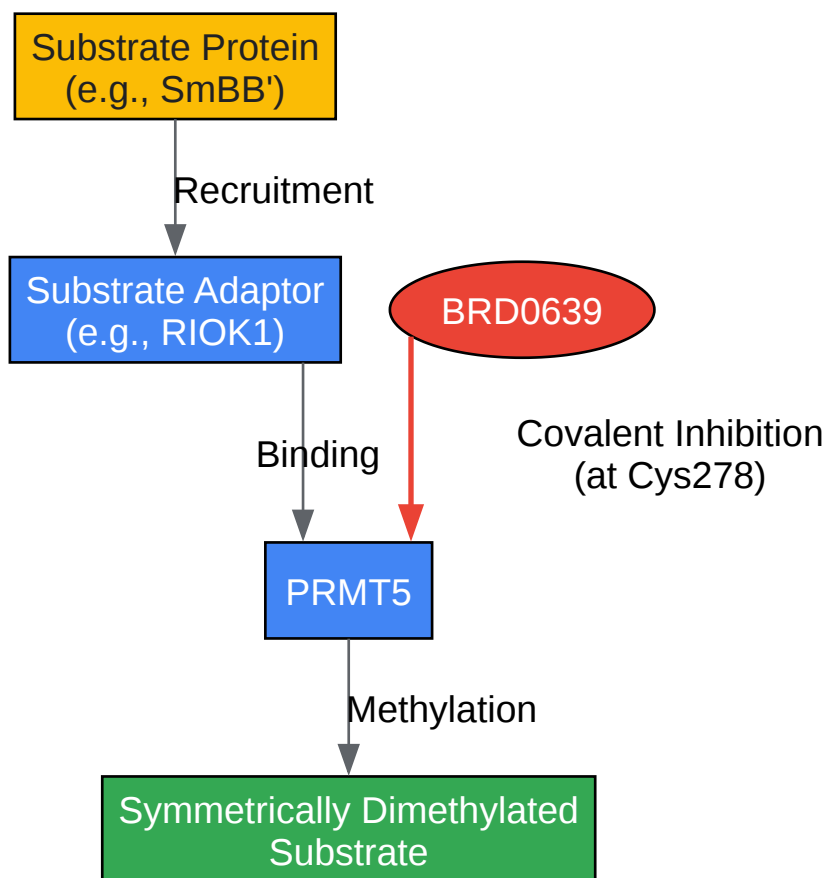 Substrate Protein
(e.g., SmBB')
Recruitment
Substrate Adaptor
(e.g., RIOK1)
BRD0639
Covalent Inhibition
(at Cys278)
Binding
PRMT5
Methylation
Symmetrically Dimethylated
Substrate